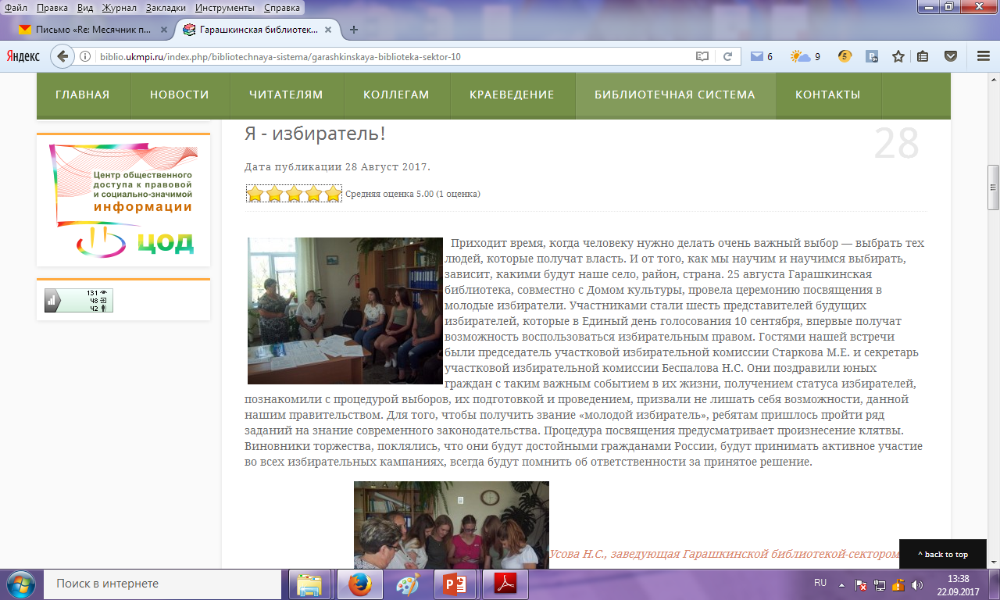 Файл Правка Вид Журнал Закладки Инструменты Справка
Письмо «Re: Месячник п... Гарашкинская библиотек...
Яндекс biblio.ukmpi.ru/index.php/bibliotechnaya-sistema/garashkinskaya-biblioteka-sektor-10 6 9 5
ГЛАВНАЯ НОВОСТИ ЧИТАТЕЛЯМ КОЛЛЕГАМ КРАЕВЕДЕНИЕ БИБЛИОТЕЧНАЯ СИСТЕМА КОНТАКТЫ
Центр общественного
доступа к правовой
и социально-значимой
информации
цод
131
48
42
Я - избиратель!
28
Дата публикации 28 Август 2017.
Средняя оценка 5.00 (1 оценка)
Приходит время, когда человеку нужно делать очень важный выбор — выбрать тех
людей, которые получат власть. И от того, как мы научим и научимся выбирать,
зависит, какими будут наше село, район, страна. 25 августа Гарашкинская
библиотека, совместно с Домом культуры, провела церемонию посвящения в
молодые избиратели. Участниками стали шесть представителей будущих
избирателей, которые в Единый день голосования 10 сентября, впервые получат
возможность воспользоваться избирательным правом. Гостями нашей встречи
были председатель участковой избирательной комиссии Старкова М.Е. и секретарь
участковой избирательной комиссии Беспалова Н.С. Они поздравили юных
граждан с таким важным событием в их жизни, получением статуса избирателей,
познакомили с процедурой выборов, их подготовкой и проведением, призвали не лишать себя возможности, данной
нашим правительством. Для того, чтобы получить звание «молодой избиратель», ребятам пришлось пройти ряд
заданий на знание современного законодательства. Процедура посвящения предусматривает произнесение клятвы.
Виновники торжества, поклялись, что они будут достойными гражданами России, будут принимать активное участие
во всех избирательных кампаниях, всегда будут помнить об ответственности за принятое решение.
Усова Н.С., заведующая Гарашкинской библиотекой-сектором
^ back to top
Поиск в интернете
RU
13:38
22.09.2017